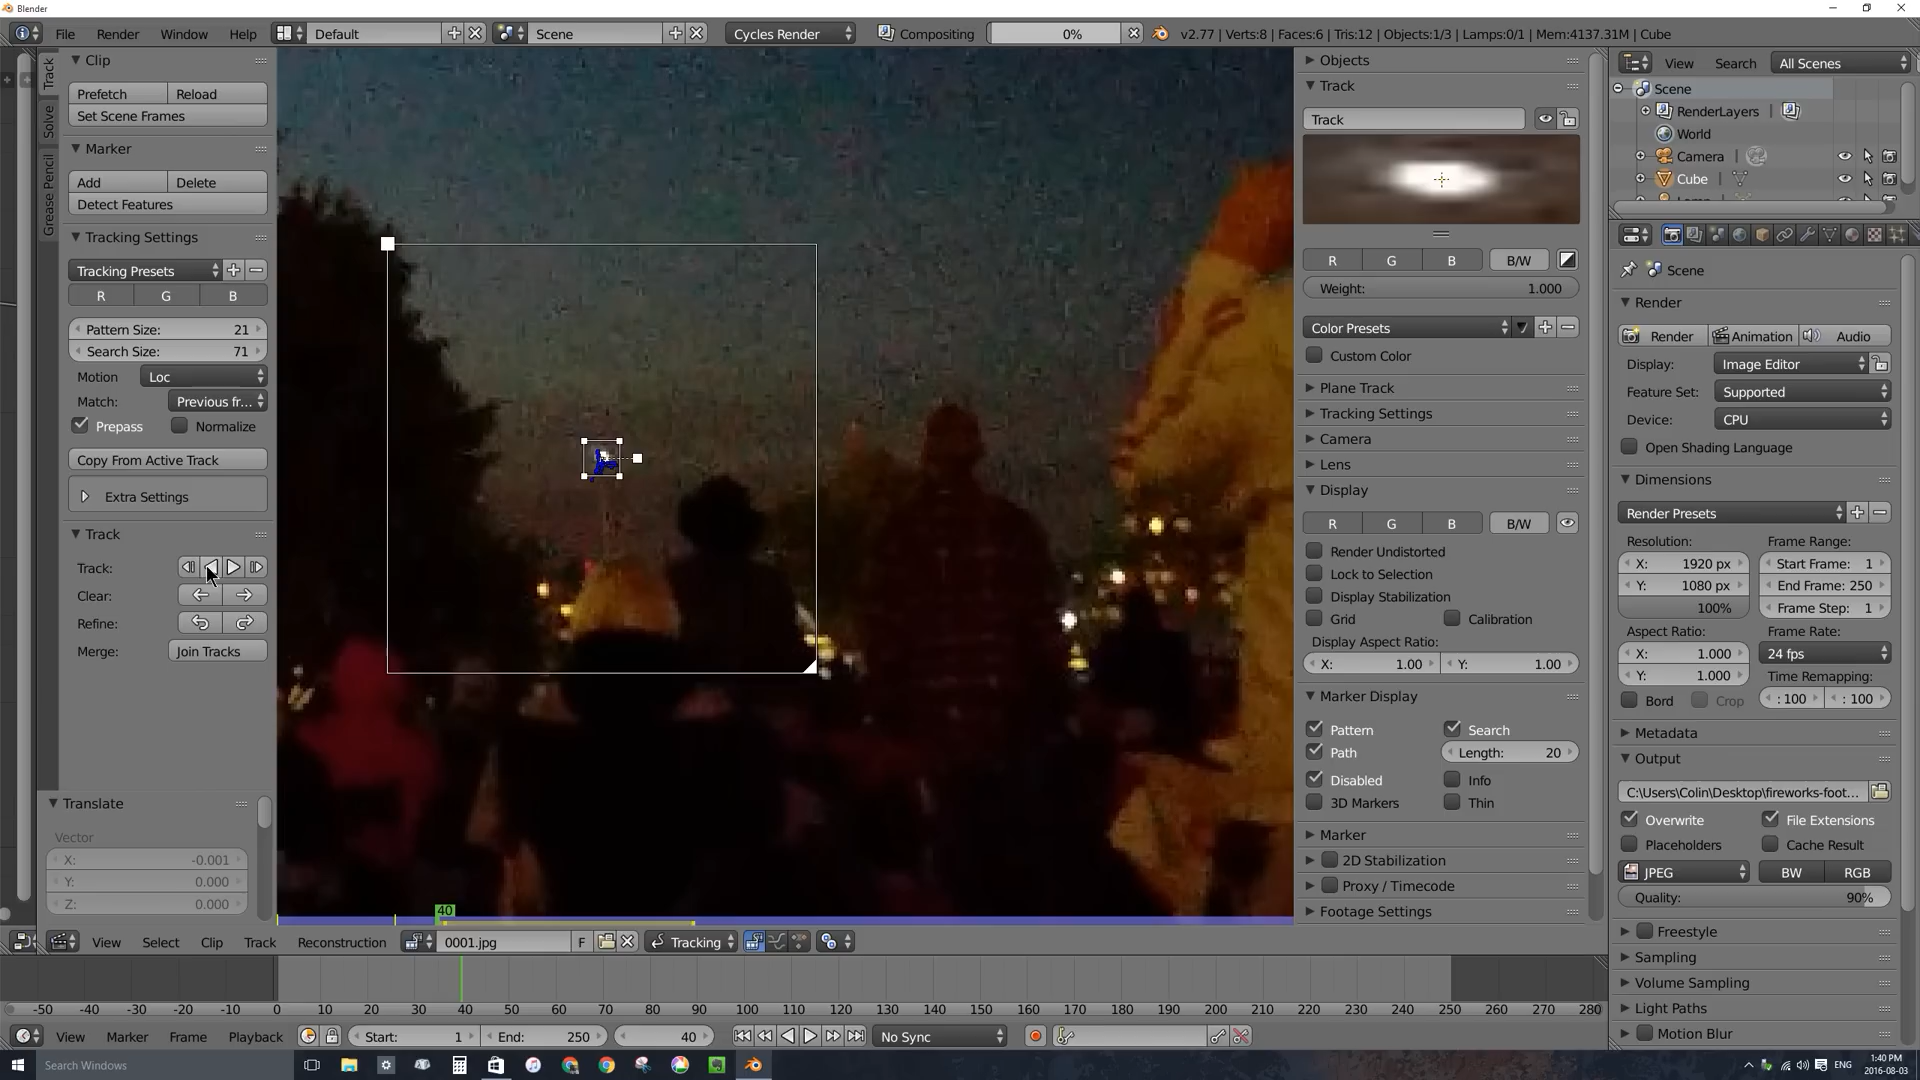 Blender
File Render Window Help Default Scene Cycles Render Compositing 0% v2.77 | Verts:8 | Faces:6 | Tris:12 | Objects:1/3 | Lamps:0/1 | Mem:4137.31M | Cube
Track
Solve
Grease Pencil
Clip
Prefetch Reload
Set Scene Frames
Marker
Add Delete
Detect Features
Tracking Settings
Tracking Presets
R G B
Pattern Size: 21
Search Size: 71
Motion Loc
Match: Previous fr...
Prepass Normalize
Copy From Active Track
Extra Settings
Track
Track:
Clear:
Refine:
Merge: Join Tracks
Translate
Vector
X: -0.001
Y: 0.000
Z: 0.000
40
Objects
Track
Track
R G B B/W
Weight: 1.000
Color Presets
Custom Color
Plane Track
Tracking Settings
Camera
Lens
Display
R G B B/W
Render Undistorted
Lock to Selection
Display Stabilization
Grid Calibration
Display Aspect Ratio:
X: 1.00 Y: 1.00
Marker Display
Pattern Search
Path Length: 20
Disabled Info
3D Markers Thin
Marker
2D Stabilization
Proxy / Timecode
Footage Settings
View Search All Scenes
Scene
RenderLayers
World
Camera
Cube
Scene
Render
Render Animation Audio
Display: Image Editor
Feature Set: Supported
Device: CPU
Open Shading Language
Dimensions
Render Presets
Resolution: Frame Range:
X: 1920 px Start Frame: 1
Y: 1080 px End Frame: 250
100% Frame Step: 1
Aspect Ratio: Frame Rate:
X: 1.000 24 fps
Y: 1.000 Time Remapping:
Bord Crop : 100 : 100
Metadata
Output
C:\Users\Colin\Desktop\fireworks-foot...
Overwrite File Extensions
Placeholders Cache Result
JPEG BW RGB
Quality: 90%
Freestyle
Sampling
Volume Sampling
Light Paths
Motion Blur
View Select Clip Track Reconstruction 0001.jpg F Tracking
-50 -40 -30 -20 -10 0 10 20 30 40 50 60 70 80 90 100 110 120 130 140 150 160 170 180 190 200 210 220 230 240 250 260 270 280
View Marker Frame Playback Start: 1 End: 250 40 No Sync
Search Windows ENG 1:40 PM
2016-08-03